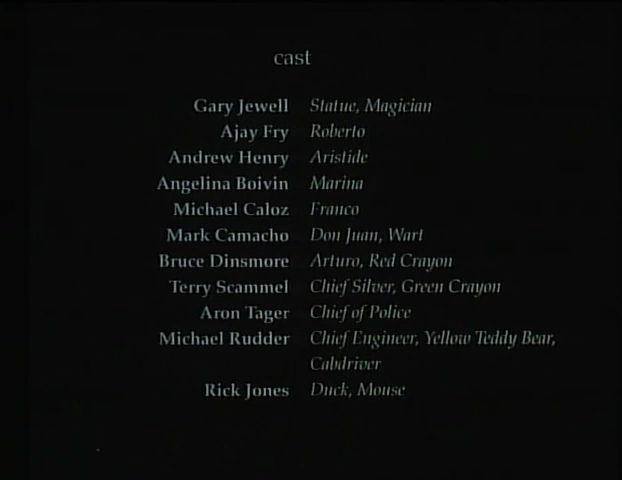 cast
Gary Jewell Statue, Magician
Ajay Fry Roberto
Andrew Henry Aristide
Angelina Boivin Marina
Michael Caloz Franco
Mark Camacho Don Juan, Wart
Bruce Dinsmore Arturo, Red Crayon
Terry Scammel Chief Silver, Green Crayon
Aron Tager Chief of Police
Michael Rudder Chief Engineer, Yellow Teddy Bear,
Cabdriver
Rick Jones Duck, Mouse